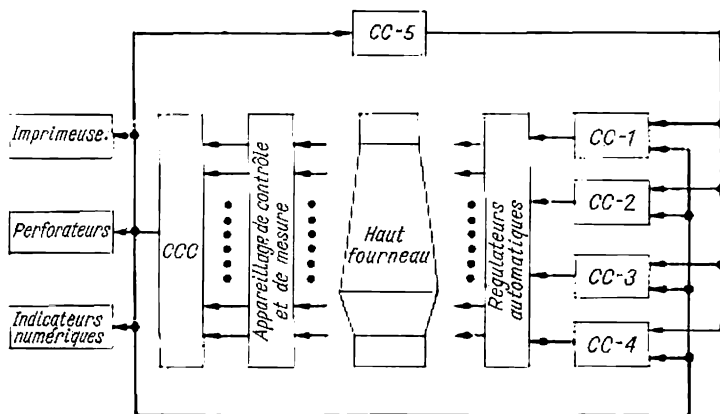 CC-5
Imprimeuse.
Perforateurs
Indicateurs
numériques
CCC
Appareillage de contrôle
et de mesure
Haut
fourneau
Régulateurs
automatiques
CC-1
CC-2
CC-3
CC-4